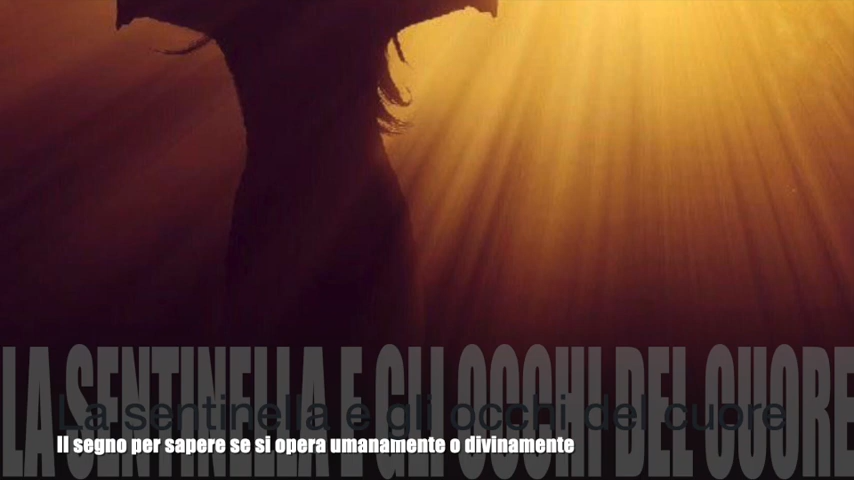 LA SENTINELLA E GLI OCCHI DEL CUORE
La sentinella e gli occhi del cuore
Il segno per sapere se si opera umanamente o divinamente